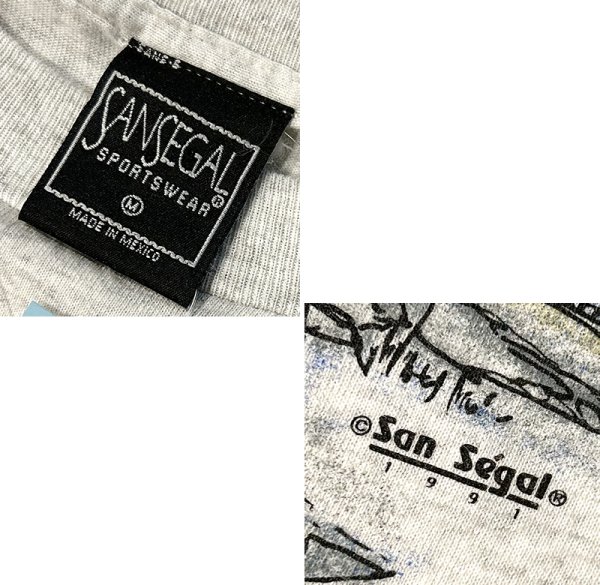 SANSEGAL®
SPORTSWEAR
M
MADE IN MEXICO
©San Ségal®
1991